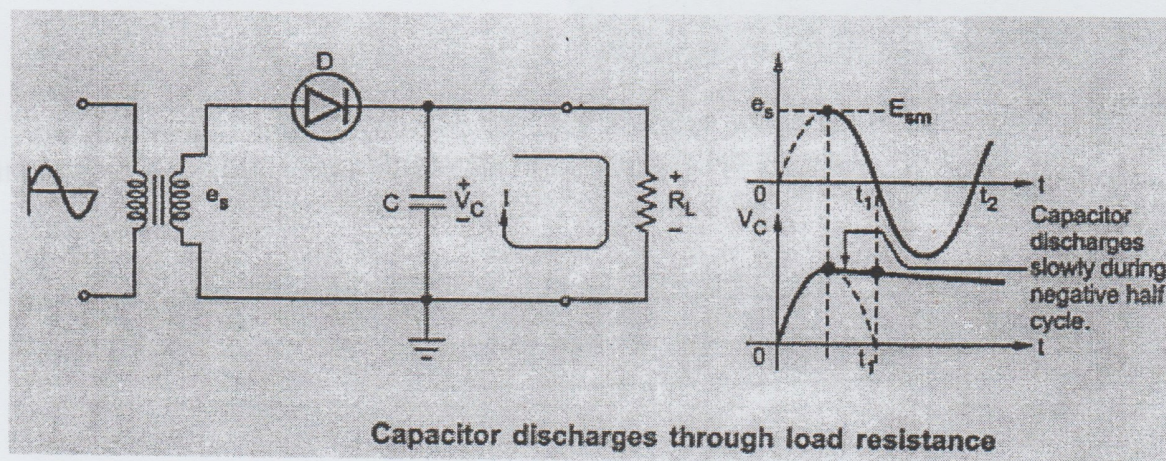 D
e_s
C
+
V_C
−
I
+
R_L
−
e_s
E_sm
0
t_1
t_2
t
V_C
Capacitor
discharges
slowly during
negative half
cycle.
0
t_1
t
Capacitor discharges through load resistance